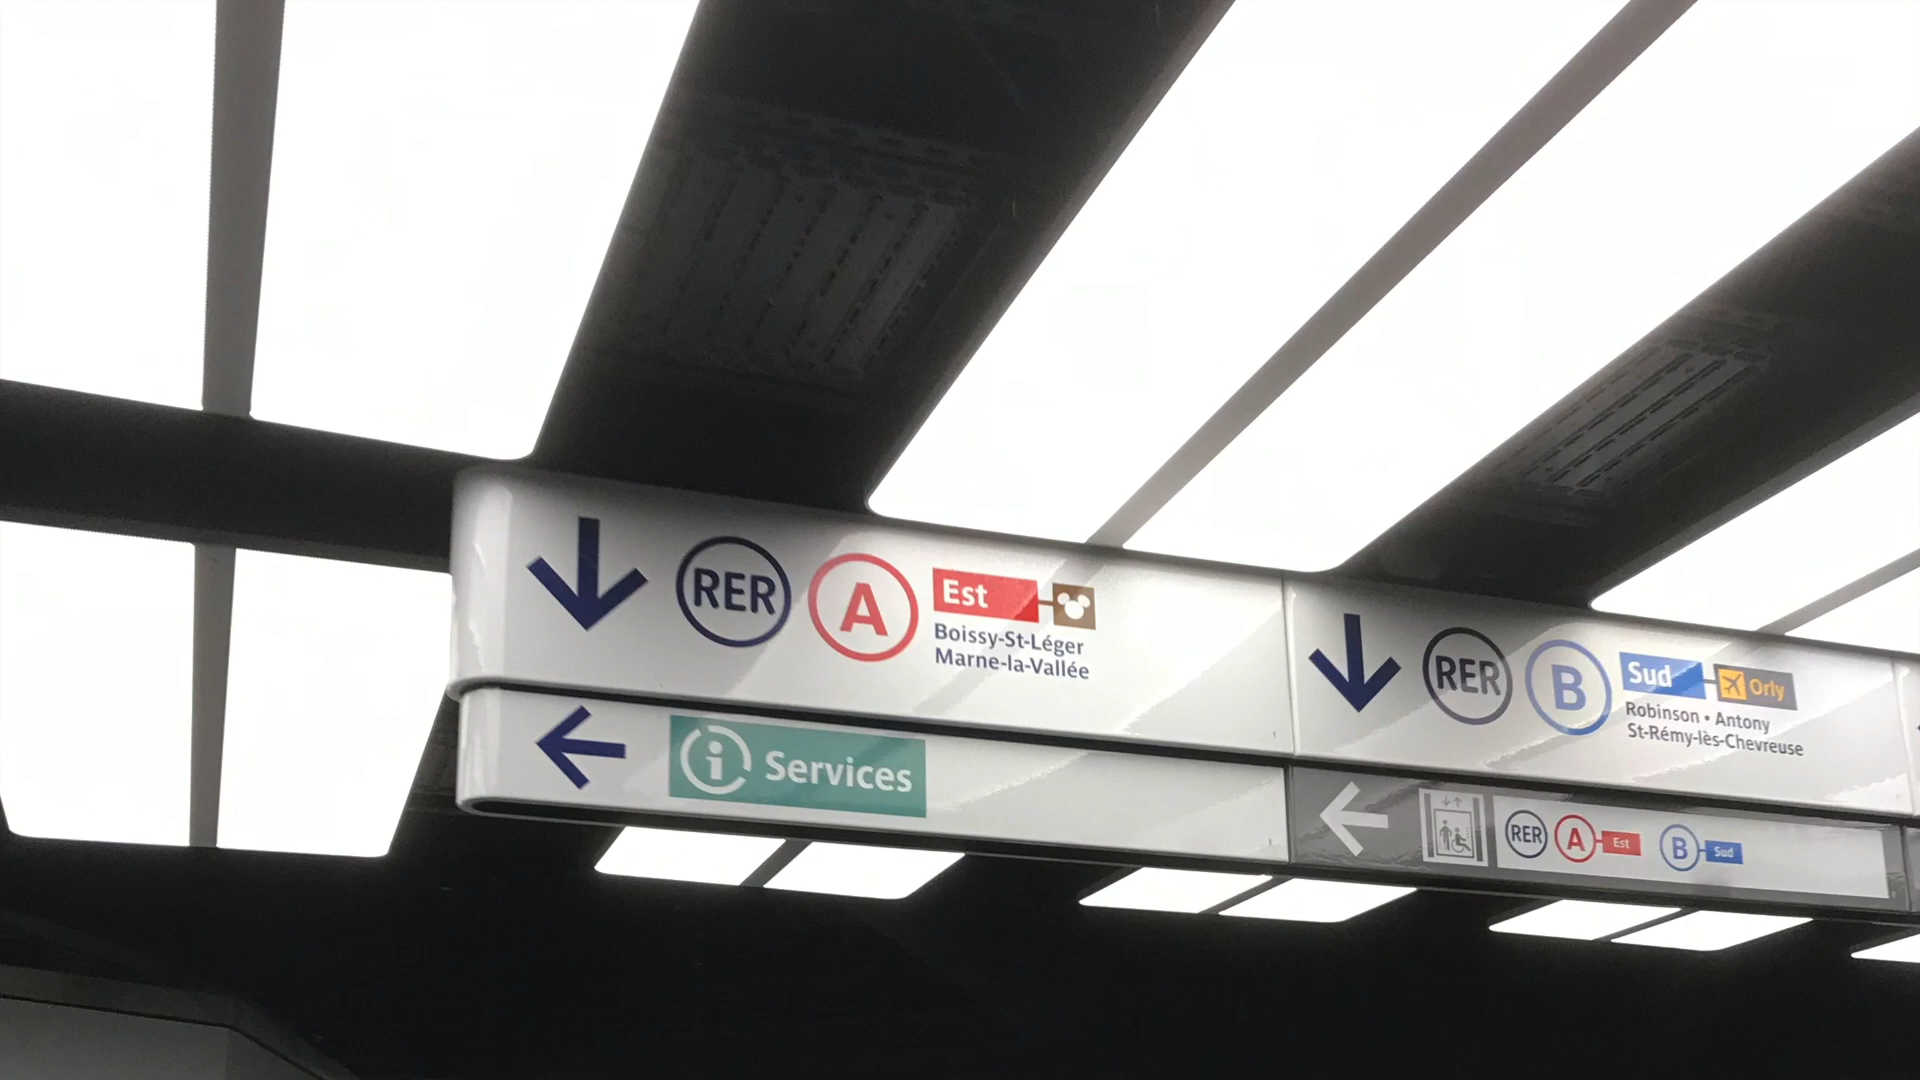 RER A Est
Boissy-St-Léger
Marne-la-Vallée
RER B Sud Orly
Robinson • Antony
St-Rémy-lès-Chevreuse
i Services
RER A Est B Sud